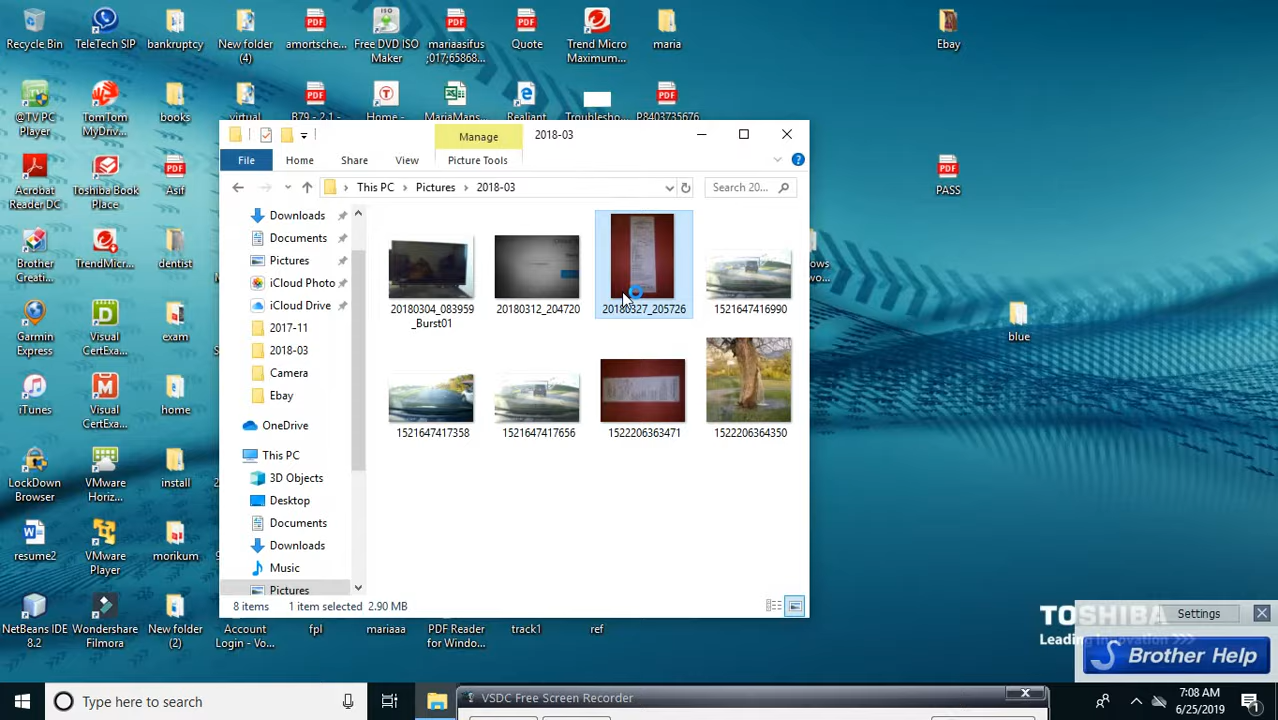 Recycle Bin
TeleTech SIP
bankruptcy
New folder
(4)
amortsche...
Free DVD ISO
Maker
mariaasifus
;017;65868...
Quote
Trend Micro
Maximum...
maria
Ebay
@TV PC
Player
TomTom
MyDriv...
books
virtual
B79 - 2.1 -
Home -
MariaMans...
Realiant
Troublesho...
P8403735676
Acrobat
Reader DC
Toshiba Book
Place
Asif
PASS
Brother
Creati...
TrendMicr...
dentist
Garmin
Express
Visual
CertExa...
exam
blue
iTunes
Visual
CertExa...
home
LockDown
Browser
VMware
Horiz...
install
resume2
VMware
Player
morikum
NetBeans IDE
8.2
Wondershare
Filmora
New folder
(2)
Account
Login - Vo...
fpl
mariaaa
PDF Reader
for Windo...
track1
ref
Manage
2018-03
File
Home
Share
View
Picture Tools
This PC
Pictures
2018-03
Search 20...
Downloads
Documents
Pictures
iCloud Photo
iCloud Drive
2017-11
2018-03
Camera
Ebay
OneDrive
This PC
3D Objects
Desktop
Documents
Downloads
Music
Pictures
20180304_083959
_Burst01
20180312_204720
20180327_205726
1521647416990
1521647417358
1521647417656
1522206363471
1522206364350
8 items
1 item selected 2.90 MB
TOSHIBA
Leading Innovation >>>
Settings
Brother Help
Type here to search
VSDC Free Screen Recorder
7:08 AM
6/25/2019